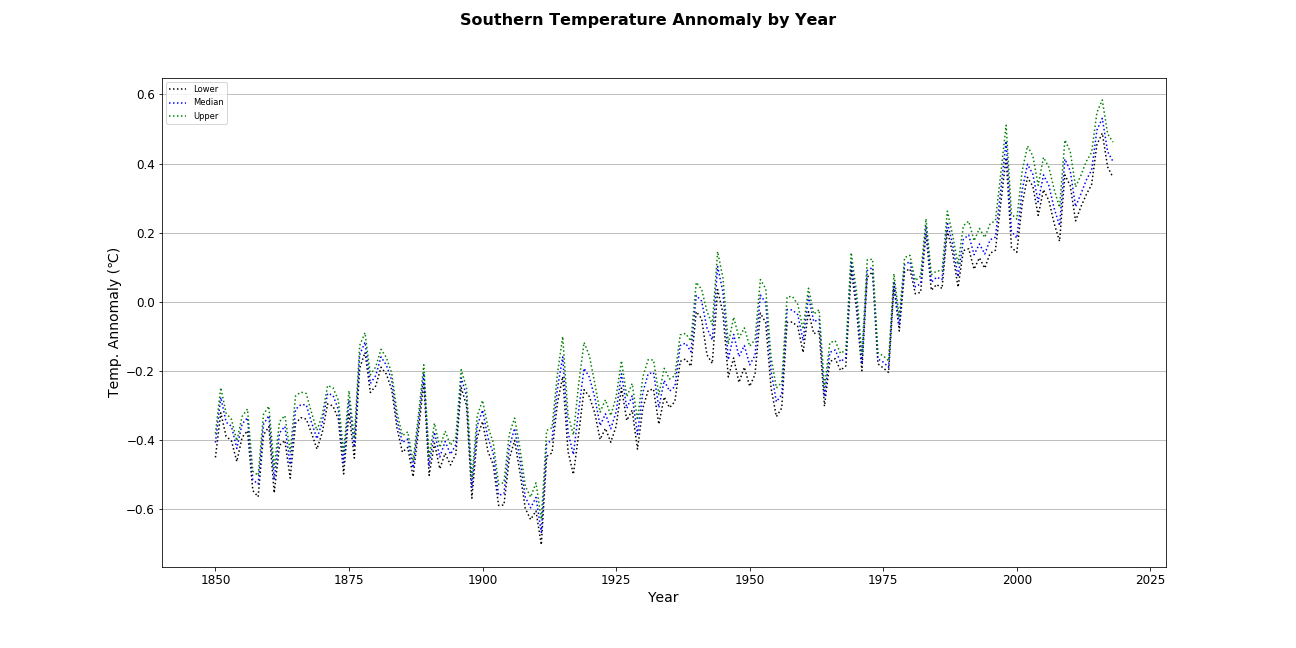 Southern Temperature Annomaly by Year
Lower
Median
Upper
0.6
0.4
0.2
0.0
−0.2
−0.4
−0.6
Temp. Annomaly (°C)
1850 1875 1900 1925 1950 1975 2000 2025
Year